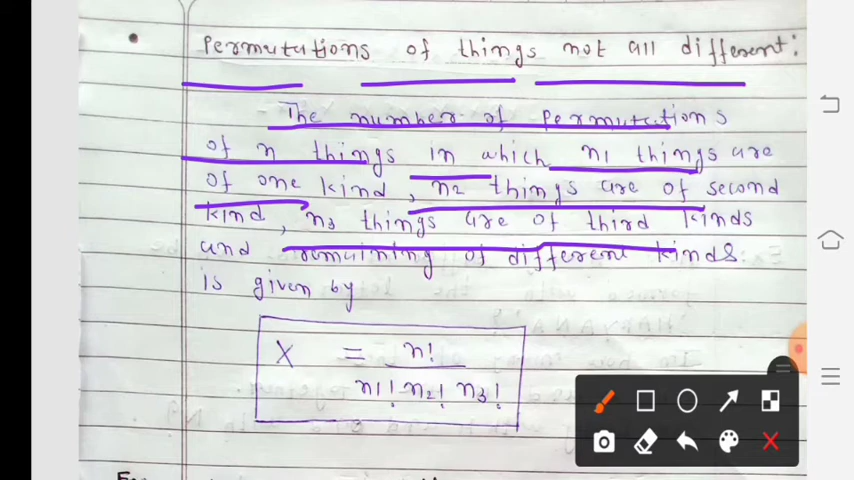 Permutations of things not all different:
The number of Permutations
of n things in which n1 things are
of one kind, n2 things are of second
kind, n3 things are of third kinds
and remaining of different kinds
is given by
X = n!
n1! n2! n3!